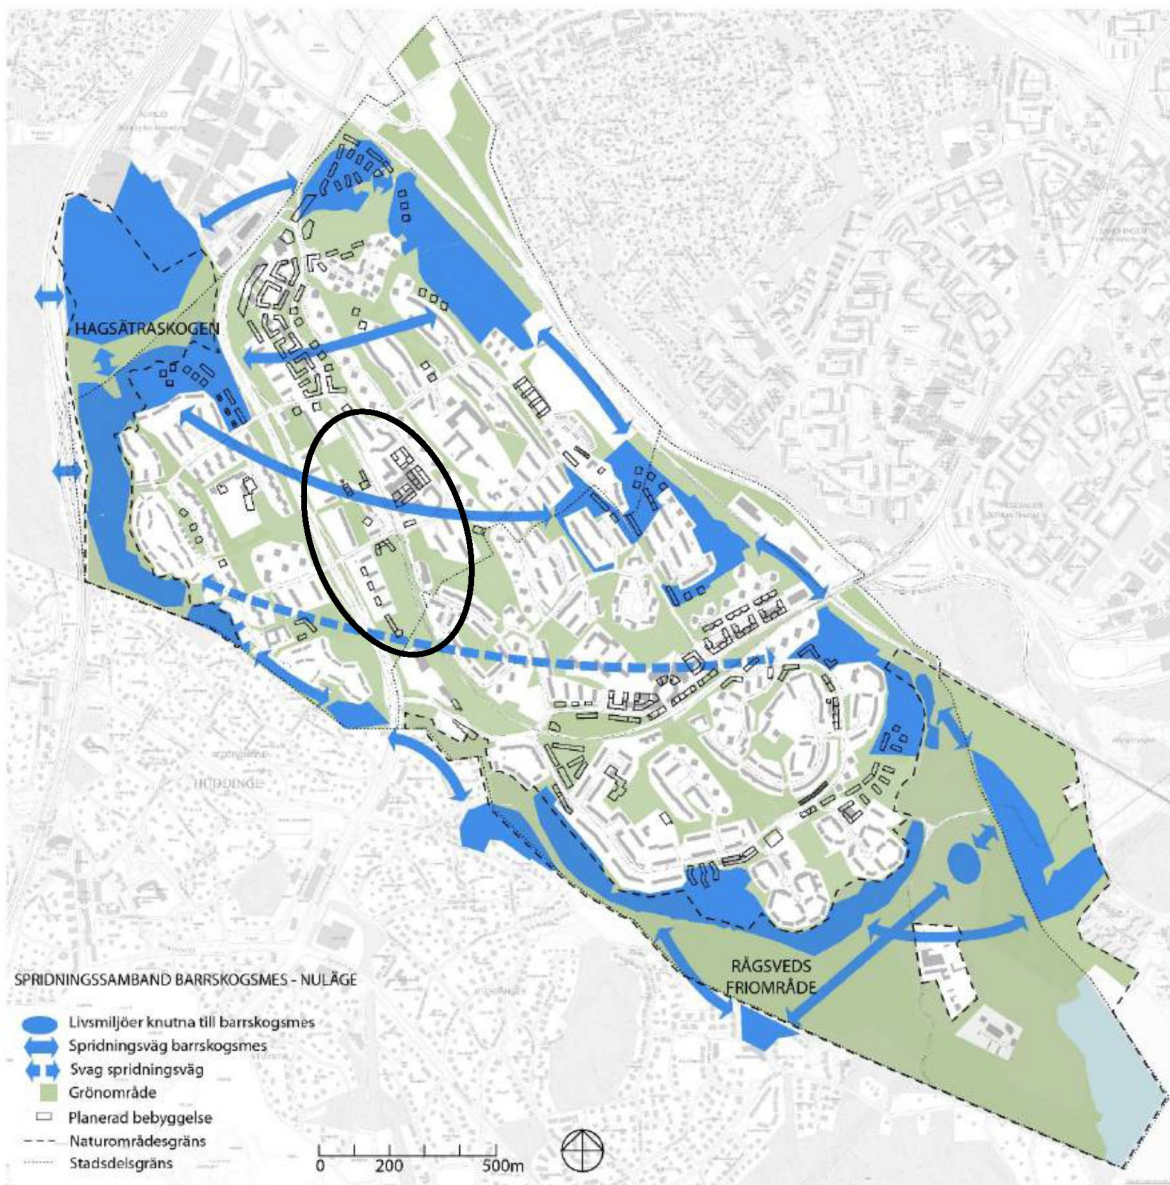 HAGSÄTRASKOGEN
HUDDINGE
RÅGSVEDS
FRIOMRÅDE
SPRIDNINGSSAMBAND BARRSKOGSMES - NULÄGE
Livsmiljöer knutna till barrskogsmes
Spridningsväg barrskogsmes
Svag spridningsväg
Grönområde
Planerad bebyggelse
Naturområdesgräns
Stadsdelsgräns
0 200 500m